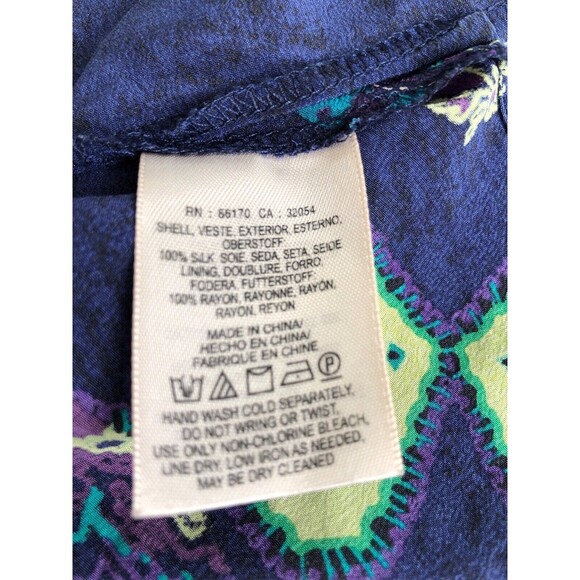 RN : 66170 CA : 32054
SHELL, VESTE, EXTERIOR, ESTERNO,
OBERSTOFF:
100% SILK, SOIE, SEDA, SETA, SEIDE
LINING, DOUBLURE, FORRO,
FODERA, FUTTERSTOFF:
100% RAYON, RAYONNE, RAYON,
RAYON, REYON
MADE IN CHINA/
HECHO EN CHINA/
FABRIQUE EN CHINE
P
HAND WASH COLD SEPARATELY,
DO NOT WRING OR TWIST.
USE ONLY NON-CHLORINE BLEACH,
LINE DRY, LOW IRON AS NEEDED,
MAY BE DRY CLEANED